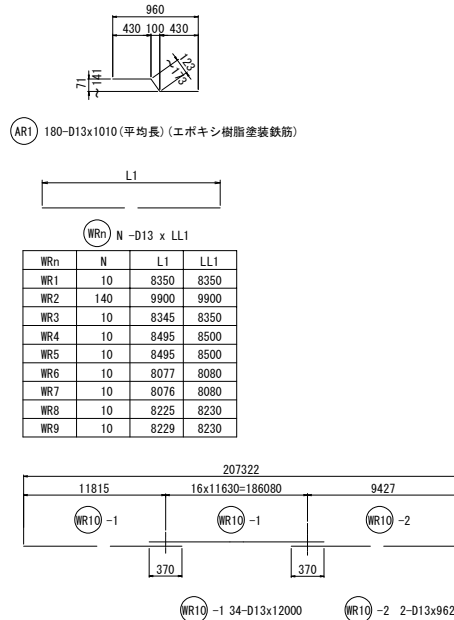 960
430 100 430
71
~141
123
~173
AR1 180-D13x1010(平均長)(エポキシ樹脂塗装鉄筋)
L1
WRn N -D13 x LL1
WRn N L1 LL1
WR1 10 8350 8350
WR2 140 9900 9900
WR3 10 8345 8350
WR4 10 8495 8500
WR5 10 8495 8500
WR6 10 8077 8080
WR7 10 8076 8080
WR8 10 8225 8230
WR9 10 8229 8230
207322
11815 16x11630=186080 9427
WR10 -1 WR10 -1 WR10 -2
370 370
WR10 -1 34-D13x12000 WR10 -2 2-D13x962